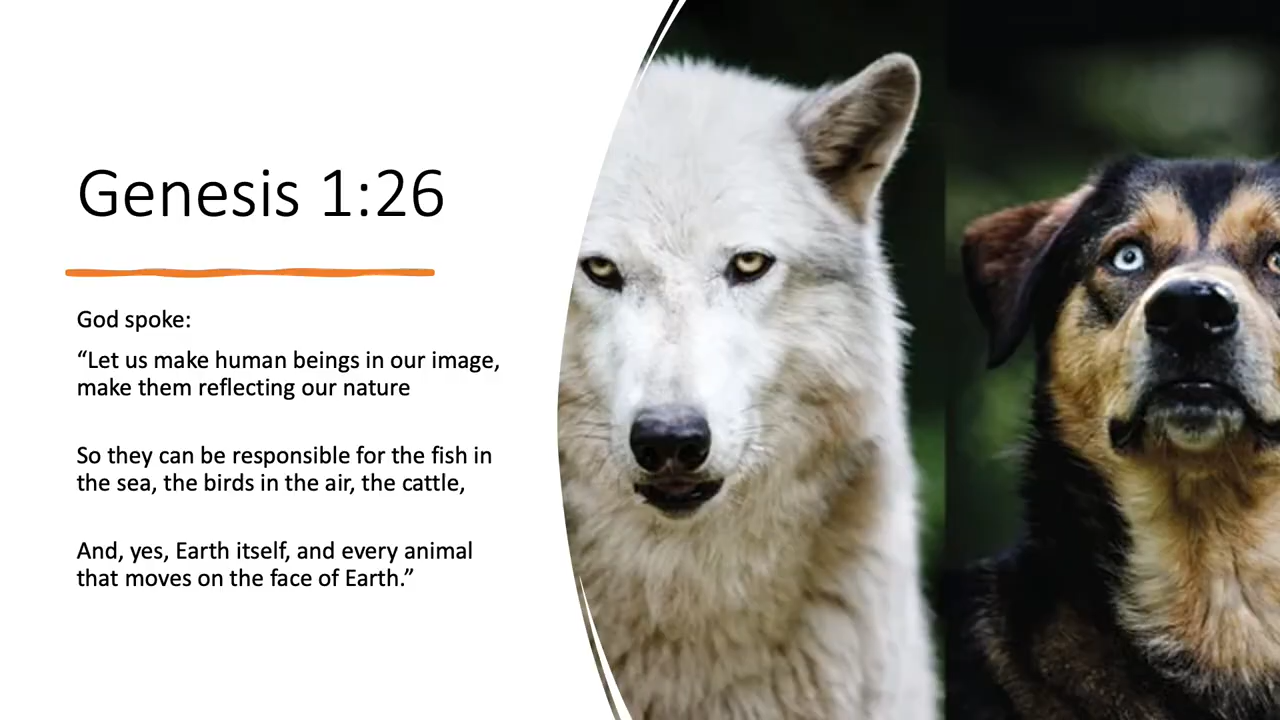 Genesis 1:26
God spoke:
“Let us make human beings in our image,
make them reflecting our nature
So they can be responsible for the fish in
the sea, the birds in the air, the cattle,
And, yes, Earth itself, and every animal
that moves on the face of Earth.”